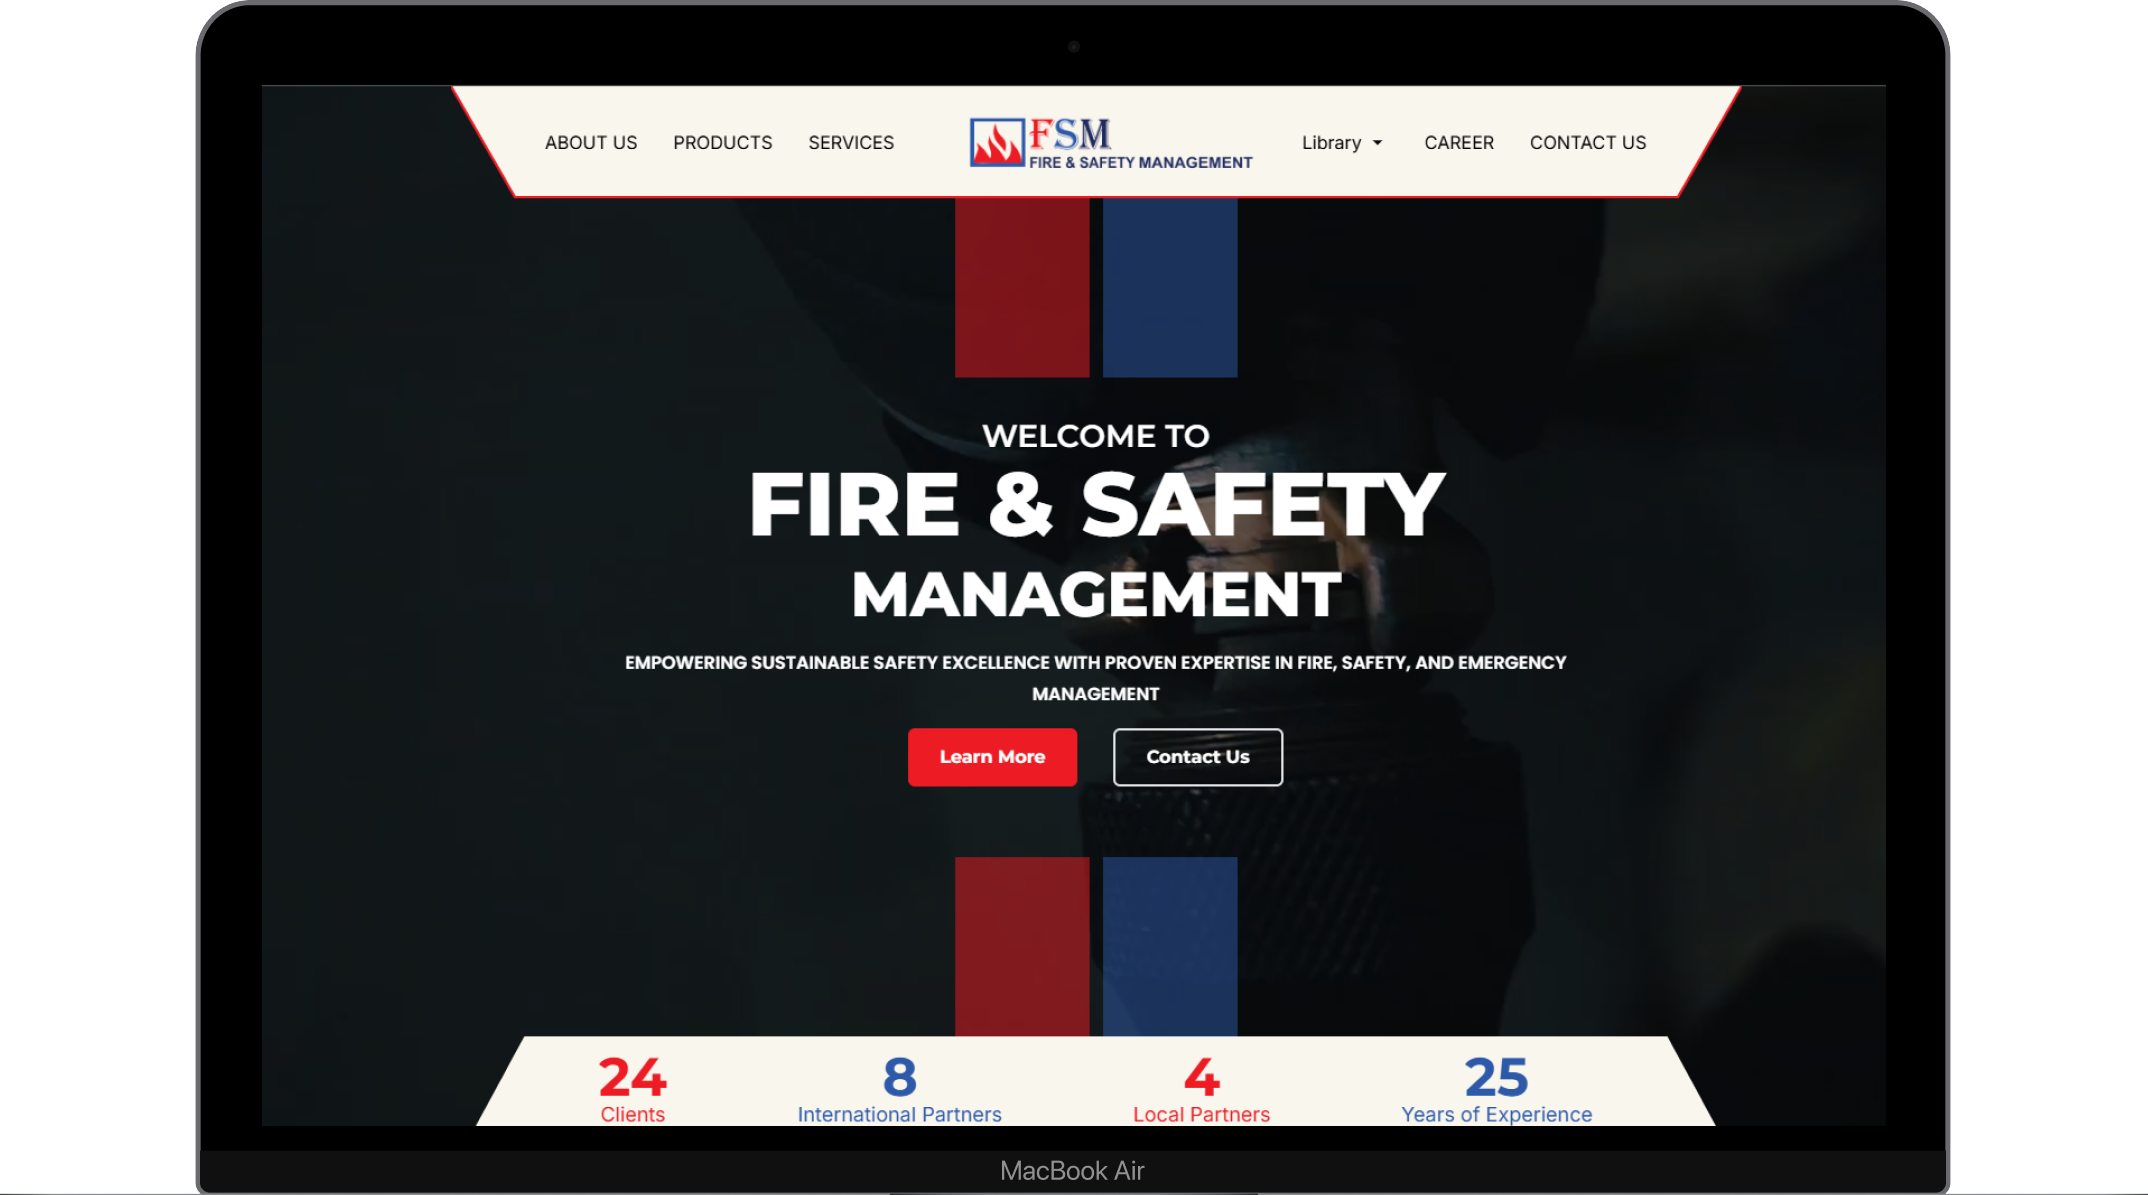 ABOUT US PRODUCTS SERVICES FSM Library CAREER CONTACT US
FIRE & SAFETY MANAGEMENT
WELCOME TO
FIRE & SAFETY
MANAGEMENT
EMPOWERING SUSTAINABLE SAFETY EXCELLENCE WITH PROVEN EXPERTISE IN FIRE, SAFETY, AND EMERGENCY
MANAGEMENT
Learn More Contact Us
24 8 4 25
Clients International Partners Local Partners Years of Experience
MacBook Air